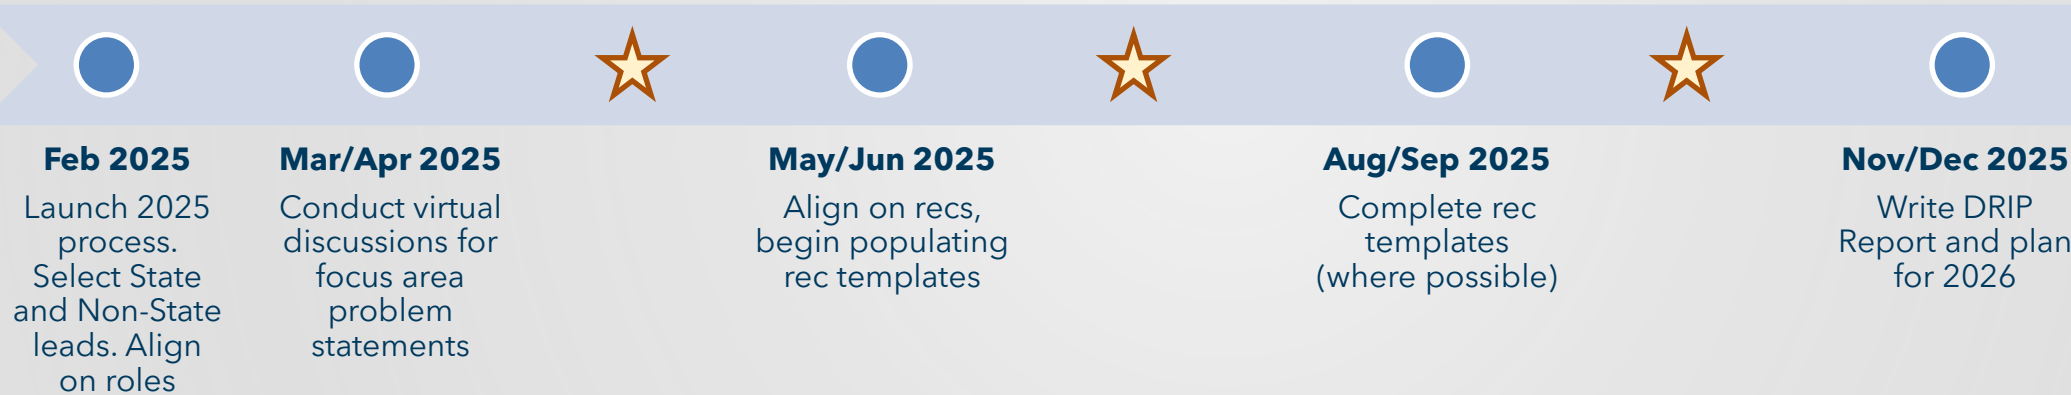 Feb 2025
Launch 2025
process.
Select State
and Non-State
leads. Align
on roles
Mar/Apr 2025
Conduct virtual
discussions for
focus area
problem
statements
May/Jun 2025
Align on recs,
begin populating
rec templates
Aug/Sep 2025
Complete rec
templates
(where possible)
Nov/Dec 2025
Write DRIP
Report and plan
for 2026